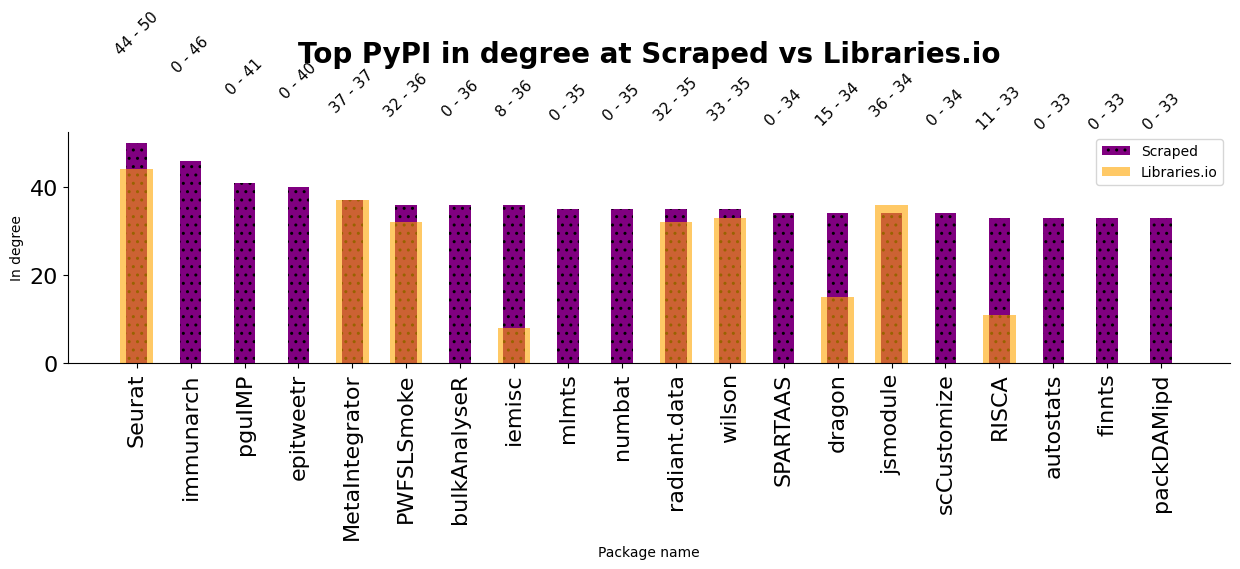 Top PyPI in degree at Scraped vs Libraries.io
44 - 50
0 - 46
0 - 41
0 - 40
37 - 37
32 - 36
0 - 36
8 - 36
0 - 35
0 - 35
32 - 35
33 - 35
0 - 34
15 - 34
36 - 34
0 - 34
11 - 33
0 - 33
0 - 33
0 - 33
Scraped
Libraries.io
In degree
40
20
0
Seurat
immunarch
pguIMP
epitweetr
MetaIntegrator
PWFSLSmoke
bulkAnalyseR
iemisc
mlmts
numbat
radiant.data
wilson
SPARTAAS
dragon
jsmodule
scCustomize
RISCA
autostats
finnts
packDAMipd
Package name